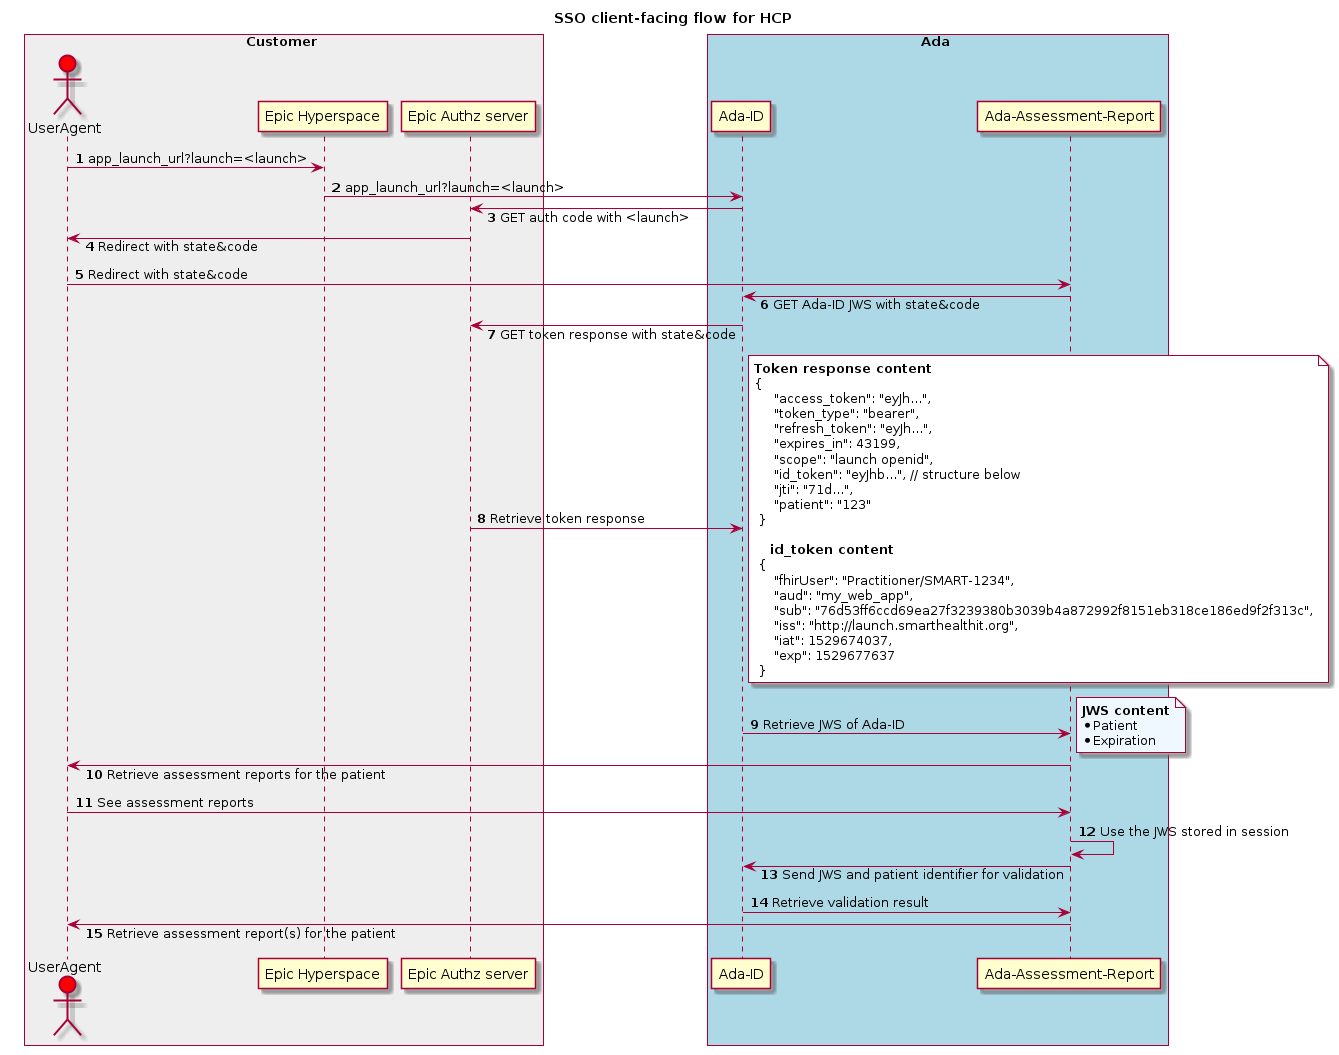 SSO client-facing flow for HCP
Customer
Ada
UserAgent
Epic Hyperspace
Epic Authz server
Ada-ID
Ada-Assessment-Report
1 app_launch_url?launch=<launch>
2 app_launch_url?launch=<launch>
3 GET auth code with <launch>
4 Redirect with state&code
5 Redirect with state&code
6 GET Ada-ID JWS with state&code
7 GET token response with state&code
Token response content
{
"access_token": "eyJh...",
"token_type": "bearer",
"refresh_token": "eyJh...",
"expires_in": 43199,
"scope": "launch openid",
"id_token": "eyJhb...", // structure below
"jti": "71d...",
"patient": "123"
}
8 Retrieve token response
id_token content
{
"fhirUser": "Practitioner/SMART-1234",
"aud": "my_web_app",
"sub": "76d53ff6ccd69ea27f3239380b3039b4a872992f8151eb318ce186ed9f2f313c",
"iss": "http://launch.smarthealthit.org",
"iat": 1529674037,
"exp": 1529677637
}
JWS content
• Patient
• Expiration
9 Retrieve JWS of Ada-ID
10 Retrieve assessment reports for the patient
11 See assessment reports
12 Use the JWS stored in session
13 Send JWS and patient identifier for validation
14 Retrieve validation result
15 Retrieve assessment report(s) for the patient
UserAgent
Epic Hyperspace
Epic Authz server
Ada-ID
Ada-Assessment-Report